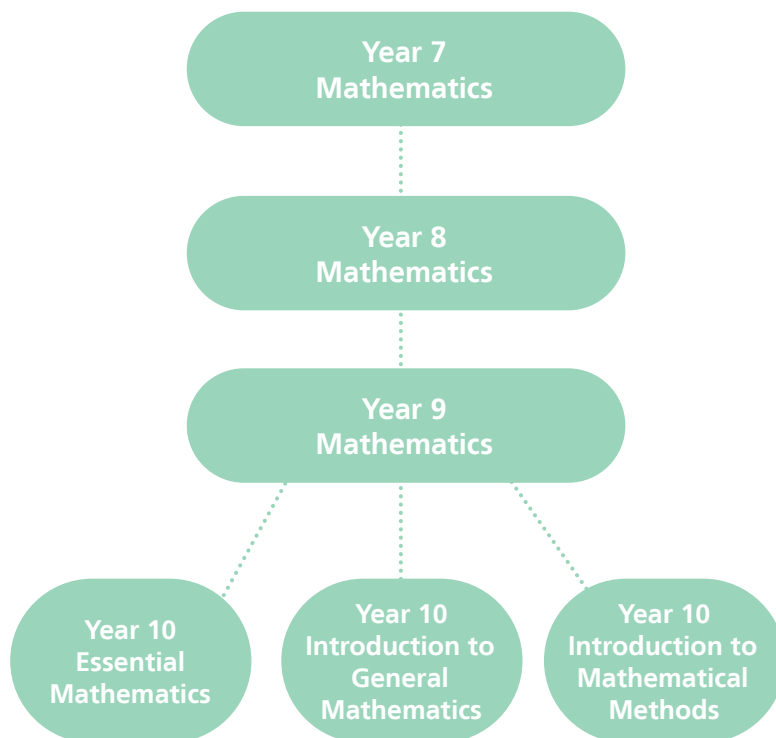 Year 7
Mathematics
Year 8
Mathematics
Year 9
Mathematics
Year 10
Essential
Mathematics
Year 10
Introduction to
General
Mathematics
Year 10
Introduction to
Mathematical
Methods